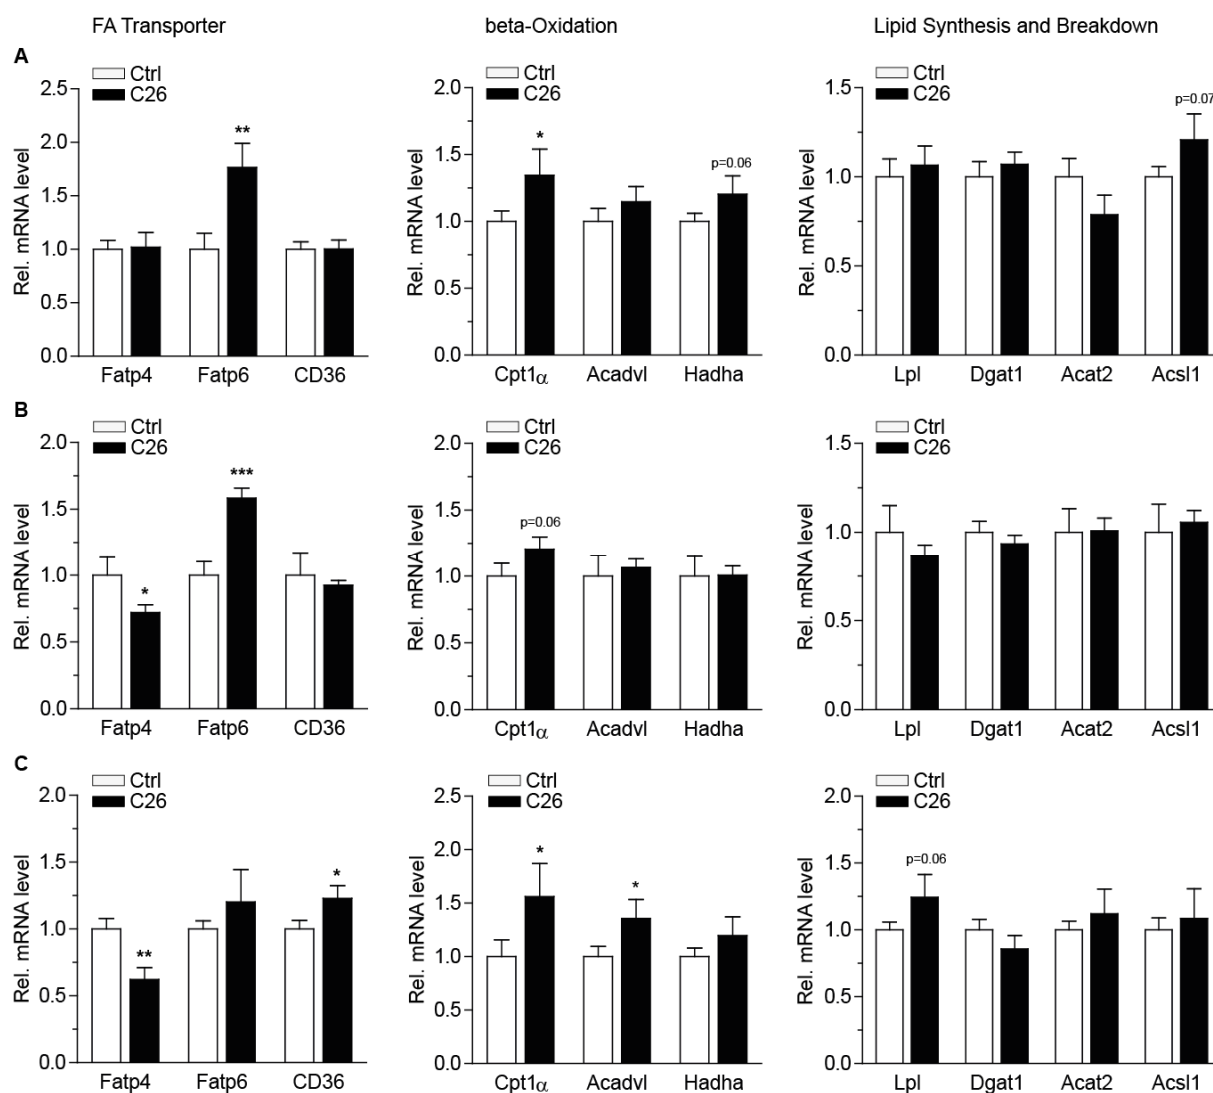 FA Transporter
beta-Oxidation
Lipid Synthesis and Breakdown
A
Ctrl
C26
Rel. mRNA level
2.5
2.0
1.5
1.0
0.5
0.0
**
Fatp4 Fatp6 CD36
Ctrl
C26
Rel. mRNA level
2.0
1.5
1.0
0.5
0.0
*
p=0.06
Cpt1α Acadvl Hadha
Ctrl
C26
Rel. mRNA level
1.5
1.0
0.5
0.0
p=0.07
Lpl Dgat1 Acat2 Acsl1
B
Ctrl
C26
Rel. mRNA level
2.0
1.5
1.0
0.5
0.0
*
***
Fatp4 Fatp6 CD36
Ctrl
C26
Rel. mRNA level
2.0
1.5
1.0
0.5
0.0
p=0.06
Cpt1α Acadvl Hadha
Ctrl
C26
Rel. mRNA level
1.5
1.0
0.5
0.0
Lpl Dgat1 Acat2 Acsl1
C
Ctrl
C26
Rel. mRNA level
2.0
1.5
1.0
0.5
0.0
**
*
Fatp4 Fatp6 CD36
Ctrl
C26
Rel. mRNA level
2.5
2.0
1.5
1.0
0.5
0.0
*
*
Cpt1α Acadvl Hadha
Ctrl
C26
Rel. mRNA level
2.0
1.5
1.0
0.5
0.0
p=0.06
Lpl Dgat1 Acat2 Acsl1